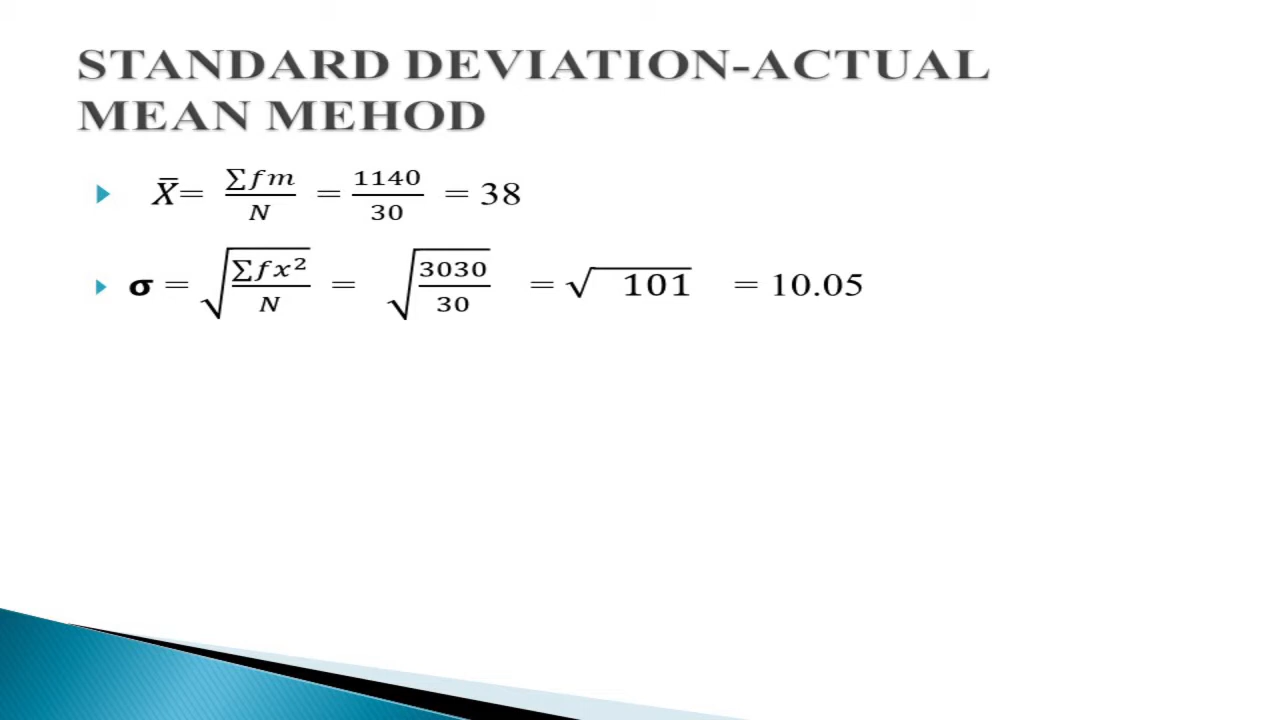 STANDARD DEVIATION-ACTUAL
MEAN MEHOD
X̅= ∑fm/N = 1140/30 = 38
σ = √(∑fx²/N) = √(3030/30) = √101 = 10.05